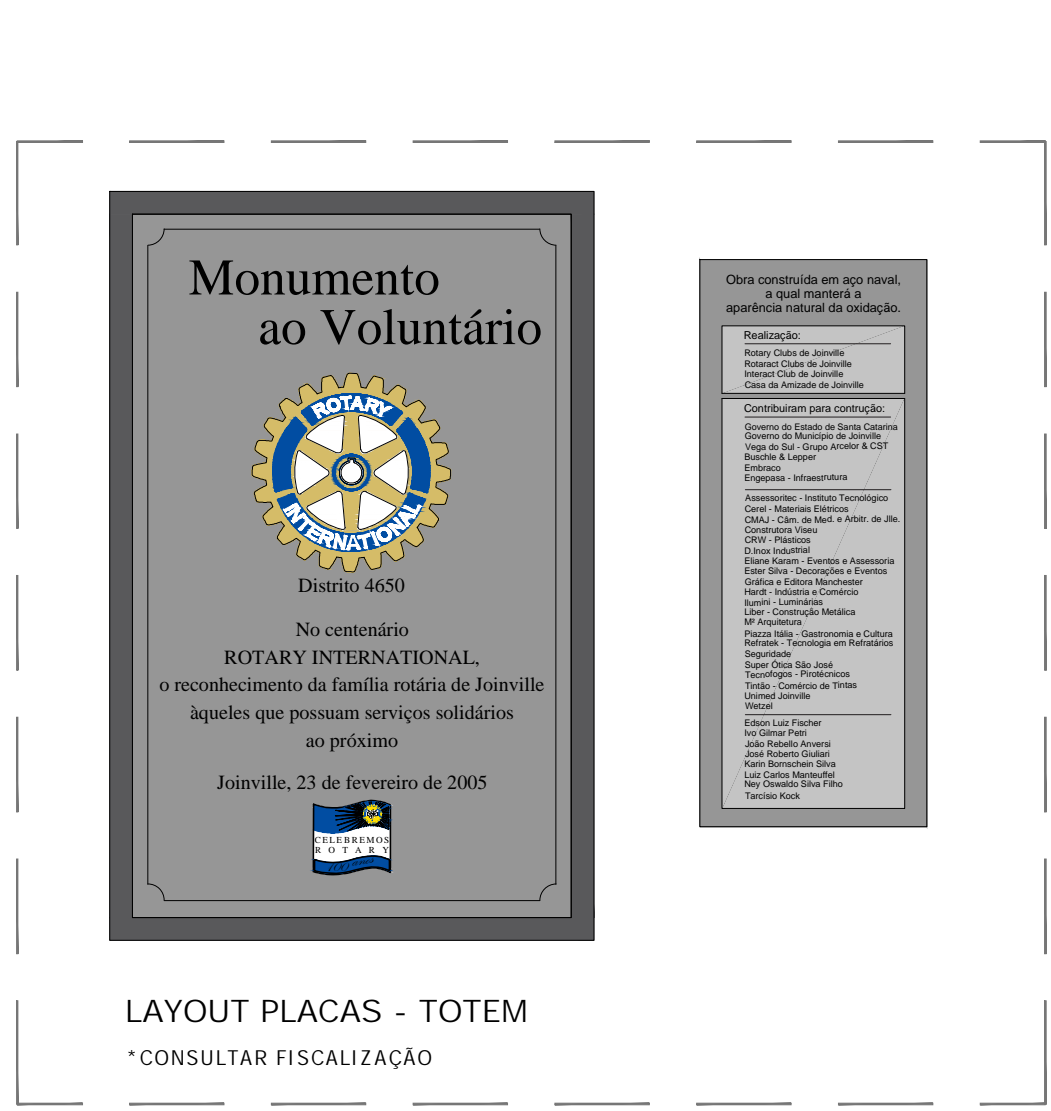 Monumento
ao Voluntário
ROTARY
INTERNATIONAL
Distrito 4650
No centenário
ROTARY INTERNATIONAL,
o reconhecimento da família rotária de Joinville
àqueles que possuam serviços solidários
ao próximo
Joinville, 23 de fevereiro de 2005
CELEBREMOS
ROTARY
100 anos
Obra construída em aço naval,
a qual manterá a
aparência natural da oxidação.
Realização:
Rotary Clubs de Joinville
Rotaract Clubs de Joinville
Interact Club de Joinville
Casa da Amizade de Joinville
Contribuiram para contrução:
Governo do Estado de Santa Catarina
Governo do Município de Joinville
Vega do Sul - Grupo Arcelor & CST
Buschle & Lepper
Embraco
Engepasa - Infraestrutura
Assessoritec - Instituto Tecnológico
Cerel - Materiais Elétricos
CMAJ - Câm. de Med. e Arbitr. de Jlle.
Construtora Viseu
CRW - Plásticos
D.Inox Industrial
Eliane Karam - Eventos e Assessoria
Ester Silva - Decorações e Eventos
Gráfica e Editora Manchester
Hardt - Indústria e Comércio
Ilumini - Luminárias
Liber - Construção Metálica
M² Arquitetura
Piazza Itália - Gastronomia e Cultura
Refratek - Tecnologia em Refratários
Seguridade
Super Ótica São José
Tecnofogos - Pirotécnicos
Tintão - Comércio de Tintas
Unimed Joinville
Wetzel
Edson Luiz Fischer
Ivo Gilmar Petri
João Rebello Anversi
José Roberto Giuliari
Karin Bornschein Silva
Luiz Carlos Manteuffel
Ney Oswaldo Silva Filho
Tarcísio Kock
LAYOUT PLACAS - TOTEM
*CONSULTAR FISCALIZAÇÃO